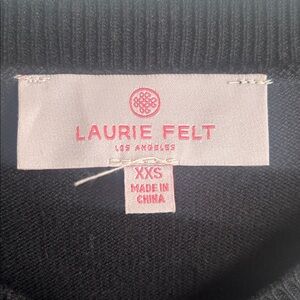 LAURIE FELT
LOS ANGELES
XXS
MADE IN
CHINA